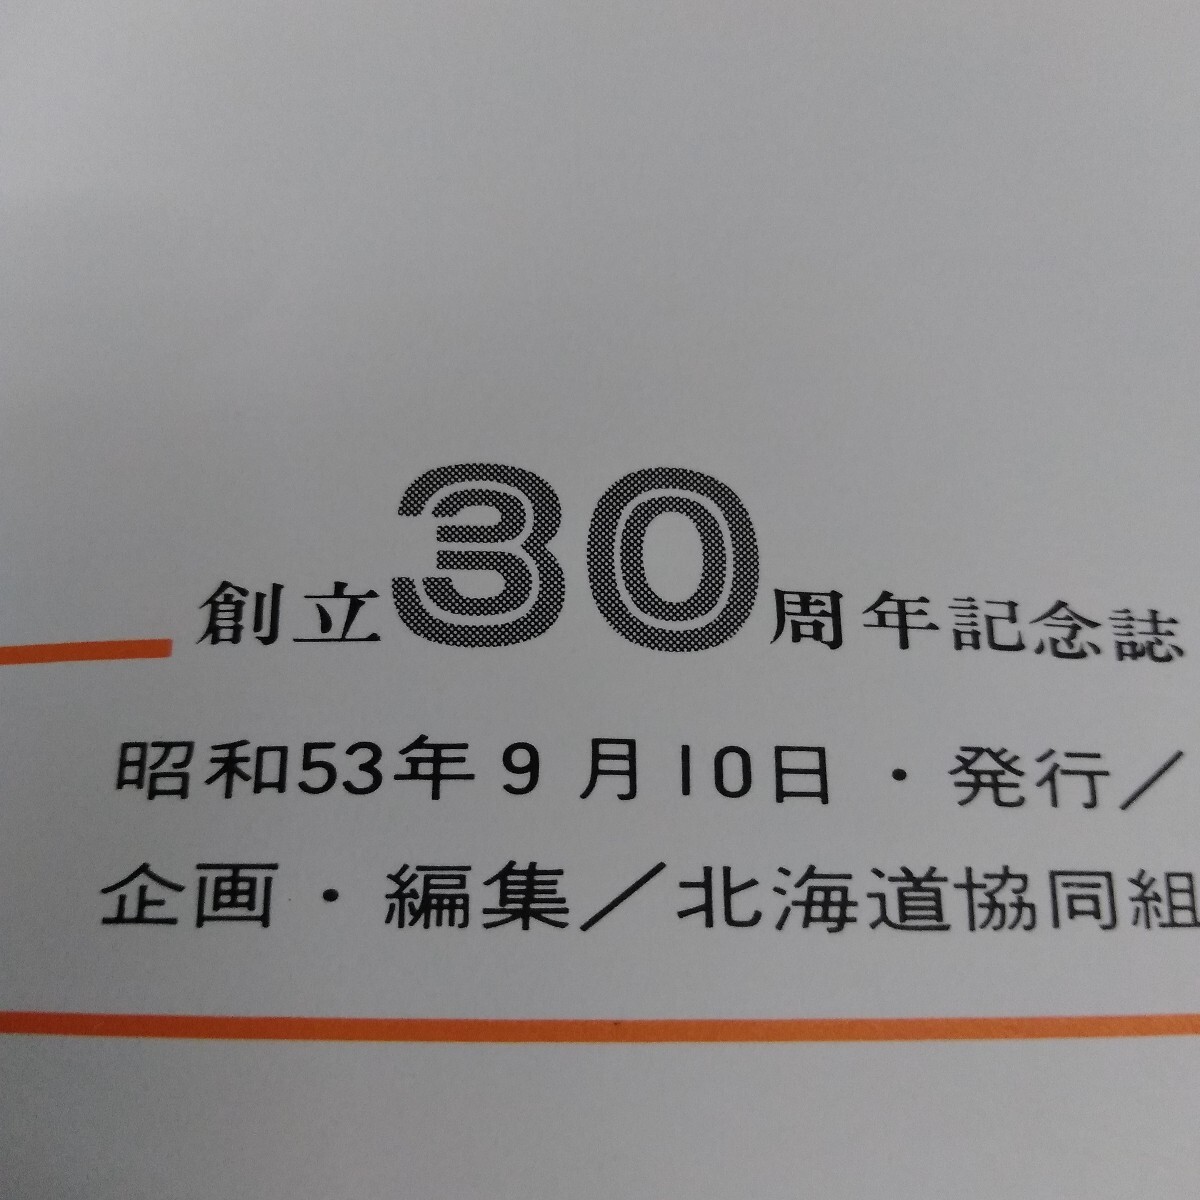 創立30周年記念誌
昭和53年9月10日・発行／
企画・編集／北海道協同組